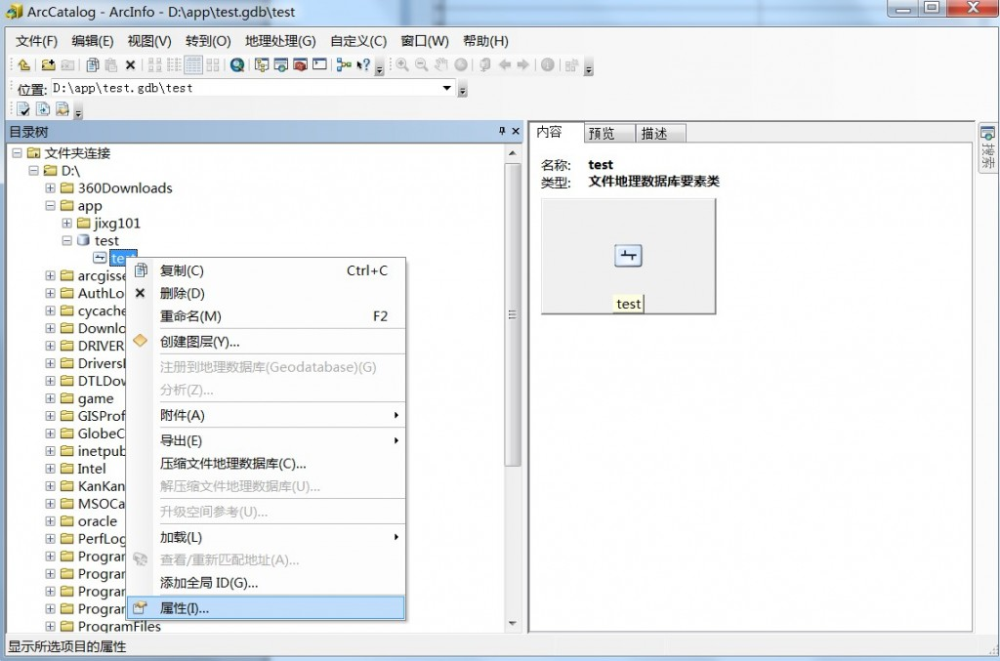 ArcCatalog - ArcInfo - D:\app\test.gdb\test
文件(F) 编辑(E) 视图(V) 转到(O) 地理处理(G) 自定义(C) 窗口(W) 帮助(H)
位置: D:\app\test.gdb\test
目录树
文件夹连接
D:\
360Downloads
app
jixg101
test
test
arcgisse
AuthLo
cycache
Downlo
DRIVER
DriversI
DTLDow
game
GISProf
GlobeC
inetpub
Intel
KanKan
MSOCa
oracle
PerfLog
Program
Program
Program
Program
ProgramFiles
复制(C) Ctrl+C
删除(D)
重命名(M) F2
创建图层(Y)...
注册到地理数据库(Geodatabase)(G)
分析(Z)...
附件(A)
导出(E)
压缩文件地理数据库(C)...
解压缩文件地理数据库(U)...
升级空间参考(U)...
加载(L)
查看/重新匹配地址(A)...
添加全局 ID(G)...
属性(I)...
内容 预览 描述
名称: test
类型: 文件地理数据库要素类
test
搜索
显示所选项目的属性